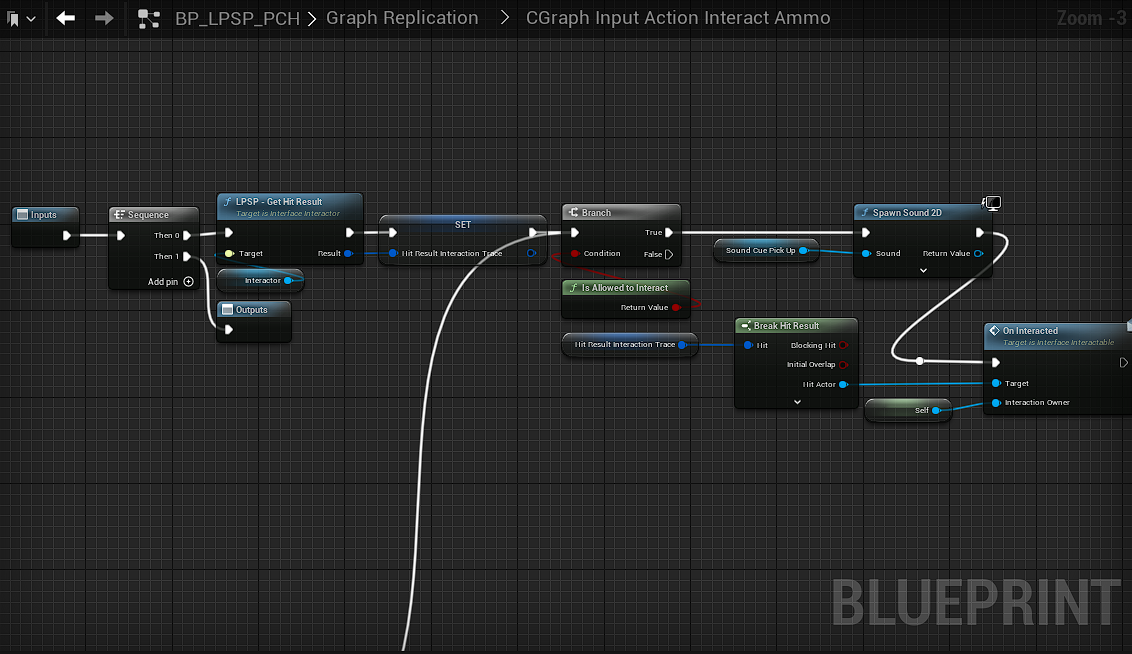 BP_LPSP_PCH > Graph Replication > CGraph Input Action Interact Ammo
Zoom -3
Inputs
Sequence
Then 0
Then 1
Add pin
LPSP - Get Hit Result
Target is Interface Interactor
Target
Result
Interactor
Outputs
SET
Hit Result Interaction Trace
Branch
True
Condition
False
Is Allowed to Interact
Return Value
Hit Result Interaction Trace
Sound Cue Pick Up
Break Hit Result
Hit
Blocking Hit
Initial Overlap
Hit Actor
Spawn Sound 2D
Sound
Return Value
Self
On Interacted
Target is Interface Interactable
Target
Interaction Owner
BLUEPRINT